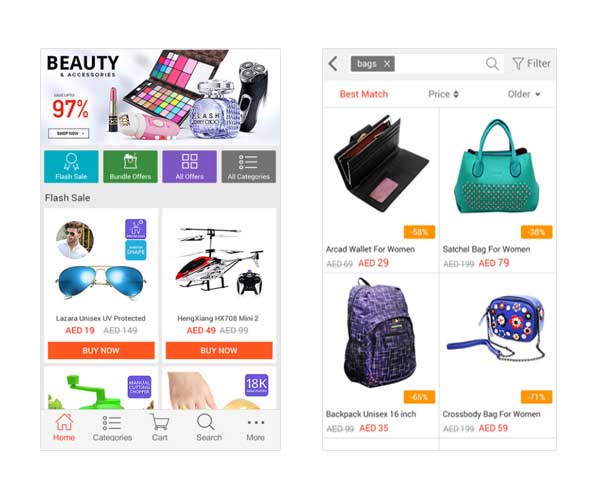 BEAUTY
& ACCESSORIES
SAVE UPTO
97%
SHOP NOW
FLASH
JIMMY CHOO
Flash Sale
Bundle Offers
All Offers
All Categories
Flash Sale
UV
PROTECTED
SHAPE
Lazara Unisex UV Protected
AED 19 AED 149
BUY NOW
HengXiang HX708 Mini 2
AED 49 AED 99
BUY NOW
MANUAL
CUTTING
CHOPPER
18K
Home
Categories
Cart
Search
More
bags X
Filter
Best Match
Price
Older
-58%
Arcad Wallet For Women
AED 69 AED 29
-38%
Satchel Bag For Women
AED 199 AED 79
-65%
Backpack Unisex 16 inch
AED 99 AED 35
-71%
Crossbody Bag For Women
AED 199 AED 59